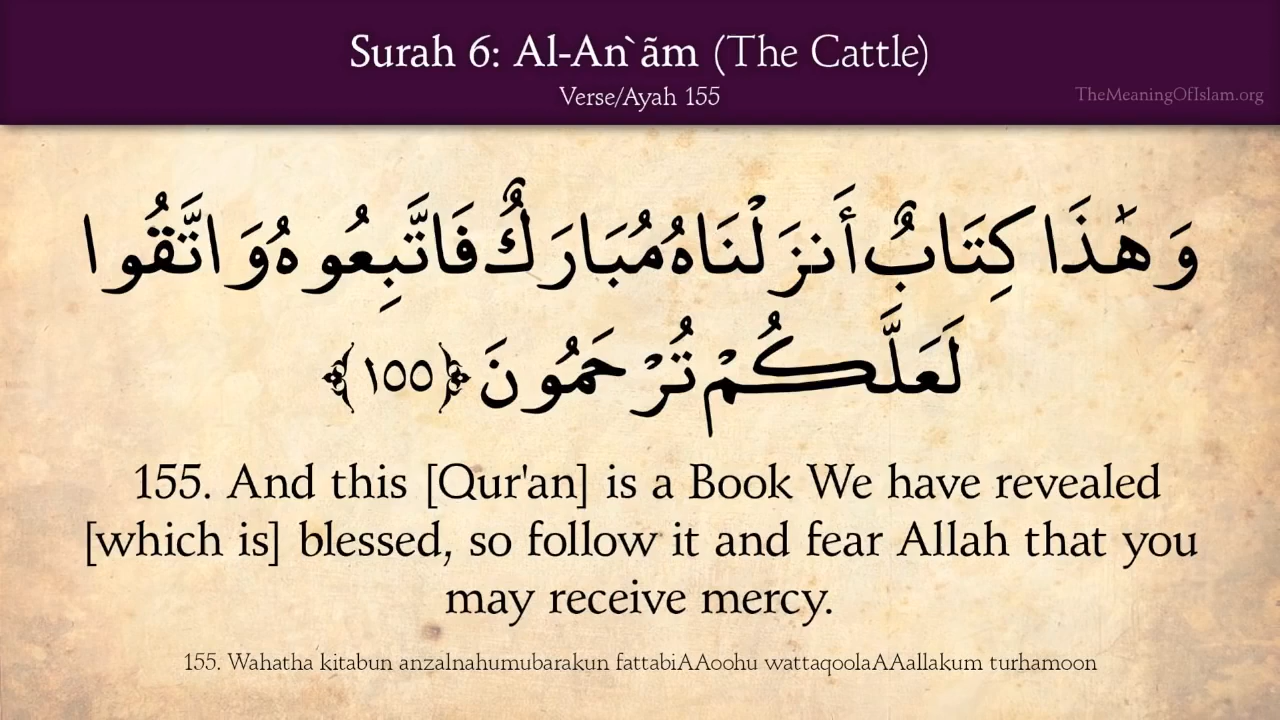 Surah 6: Al-An`ãm (The Cattle)
Verse/Ayah 155
TheMeaningOfIslam.org
وَهَٰذَا كِتَابٌ أَنزَلْنَاهُ مُبَارَكٌ فَاتَّبِعُوهُ وَاتَّقُوا
لَعَلَّكُمْ تُرْحَمُونَ ﴿١٥٥﴾
155. And this [Qur'an] is a Book We have revealed
[which is] blessed, so follow it and fear Allah that you
may receive mercy.
155. Wahatha kitabun anzalnahumubarakun fattabiAAoohu wattaqoolaAAallakum turhamoon